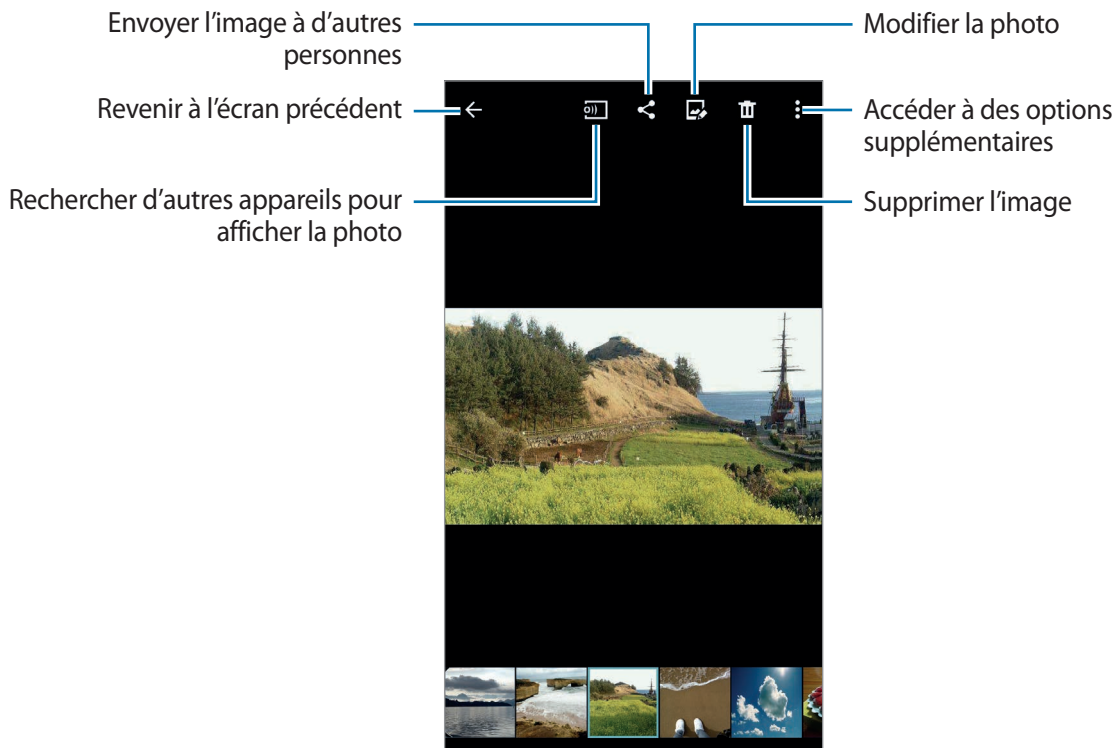 Envoyer l’image à d’autres
personnes
Modifier la photo
Revenir à l’écran précédent
Accéder à des options
supplémentaires
Rechercher d’autres appareils pour
afficher la photo
Supprimer l’image